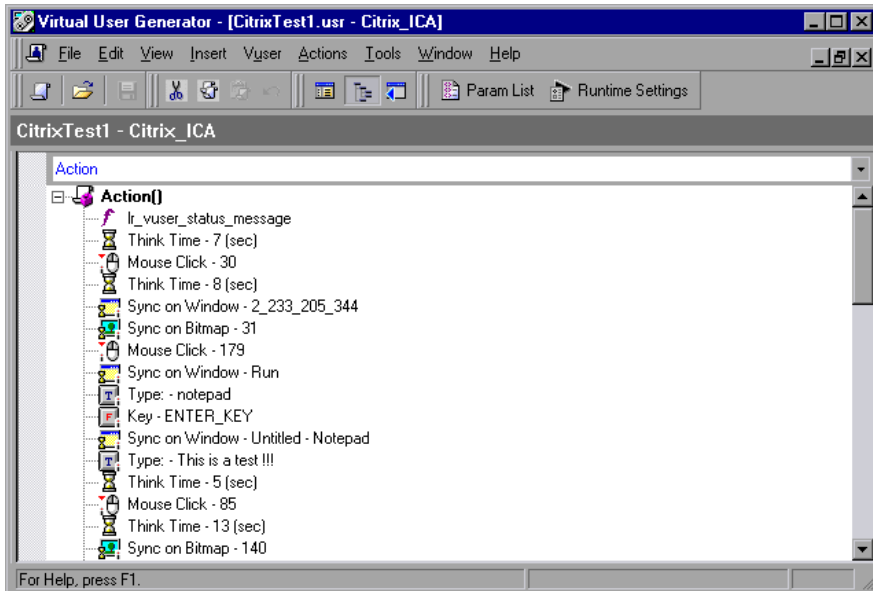 Virtual User Generator - [CitrixTest1.usr - Citrix_ICA]
File Edit View Insert Vuser Actions Tools Window Help
Param List Runtime Settings
CitrixTest1 - Citrix_ICA
Action
Action()
lr_vuser_status_message
Think Time - 7 (sec)
Mouse Click - 30
Think Time - 8 (sec)
Sync on Window - 2_233_205_344
Sync on Bitmap - 31
Mouse Click - 179
Sync on Window - Run
Type: - notepad
Key - ENTER_KEY
Sync on Window - Untitled - Notepad
Type: - This is a test !!!
Think Time - 5 (sec)
Mouse Click - 85
Think Time - 13 (sec)
Sync on Bitmap - 140
For Help, press F1.